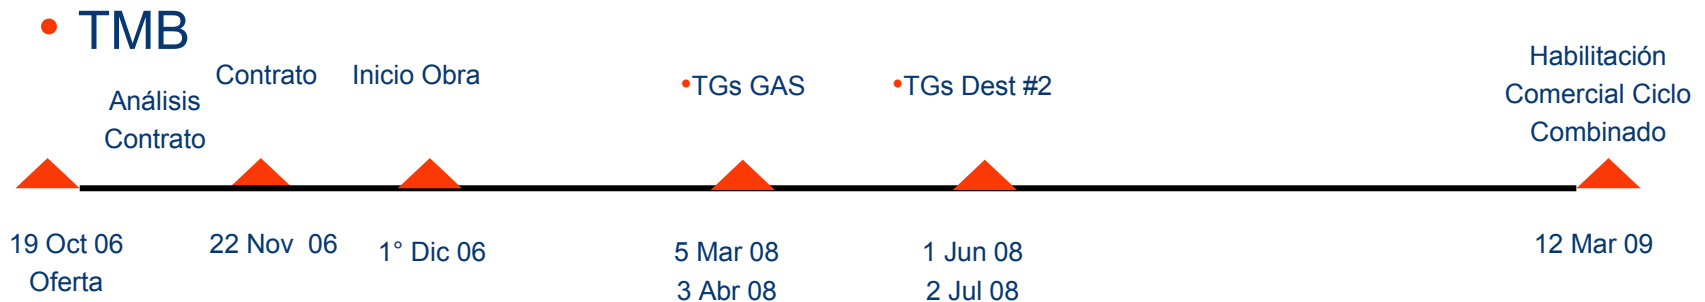 • TMB
Análisis
Contrato
Contrato
Inicio Obra
•TGs GAS
•TGs Dest #2
Habilitación
Comercial Ciclo
Combinado
19 Oct 06
Oferta
22 Nov 06
1° Dic 06
5 Mar 08
3 Abr 08
1 Jun 08
2 Jul 08
12 Mar 09